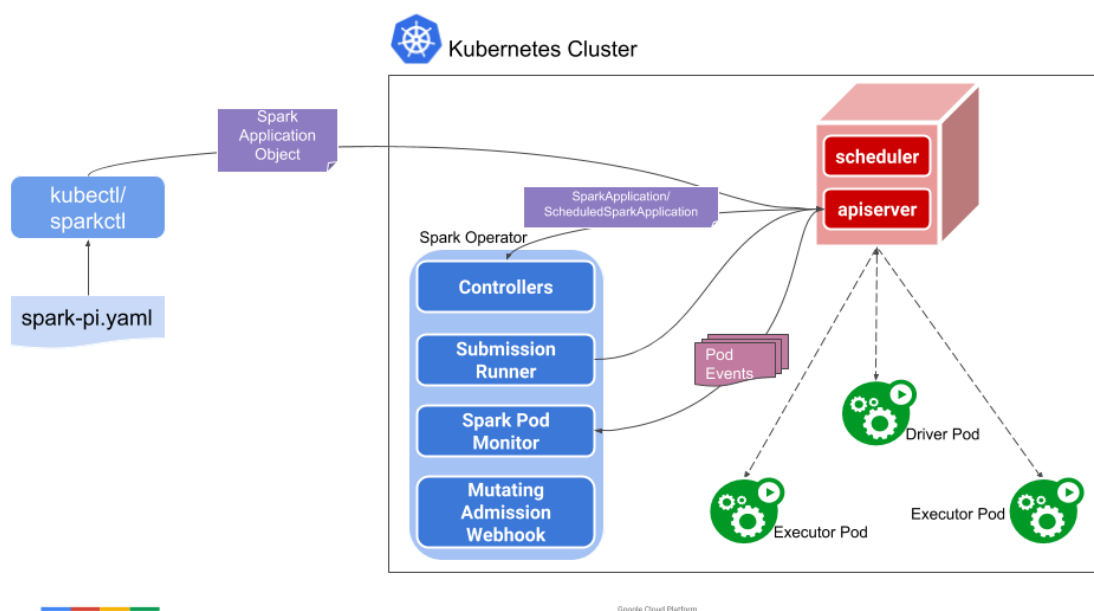 Kubernetes Cluster
Spark
Application
Object
scheduler
kubectl/
sparkctl
SparkApplication/
ScheduledSparkApplication
apiserver
Spark Operator
Controllers
spark-pi.yaml
Submission
Runner
Pod
Events
Spark Pod
Monitor
Driver Pod
Mutating
Admission
Webhook
Executor Pod
Executor Pod
Google Cloud Platform